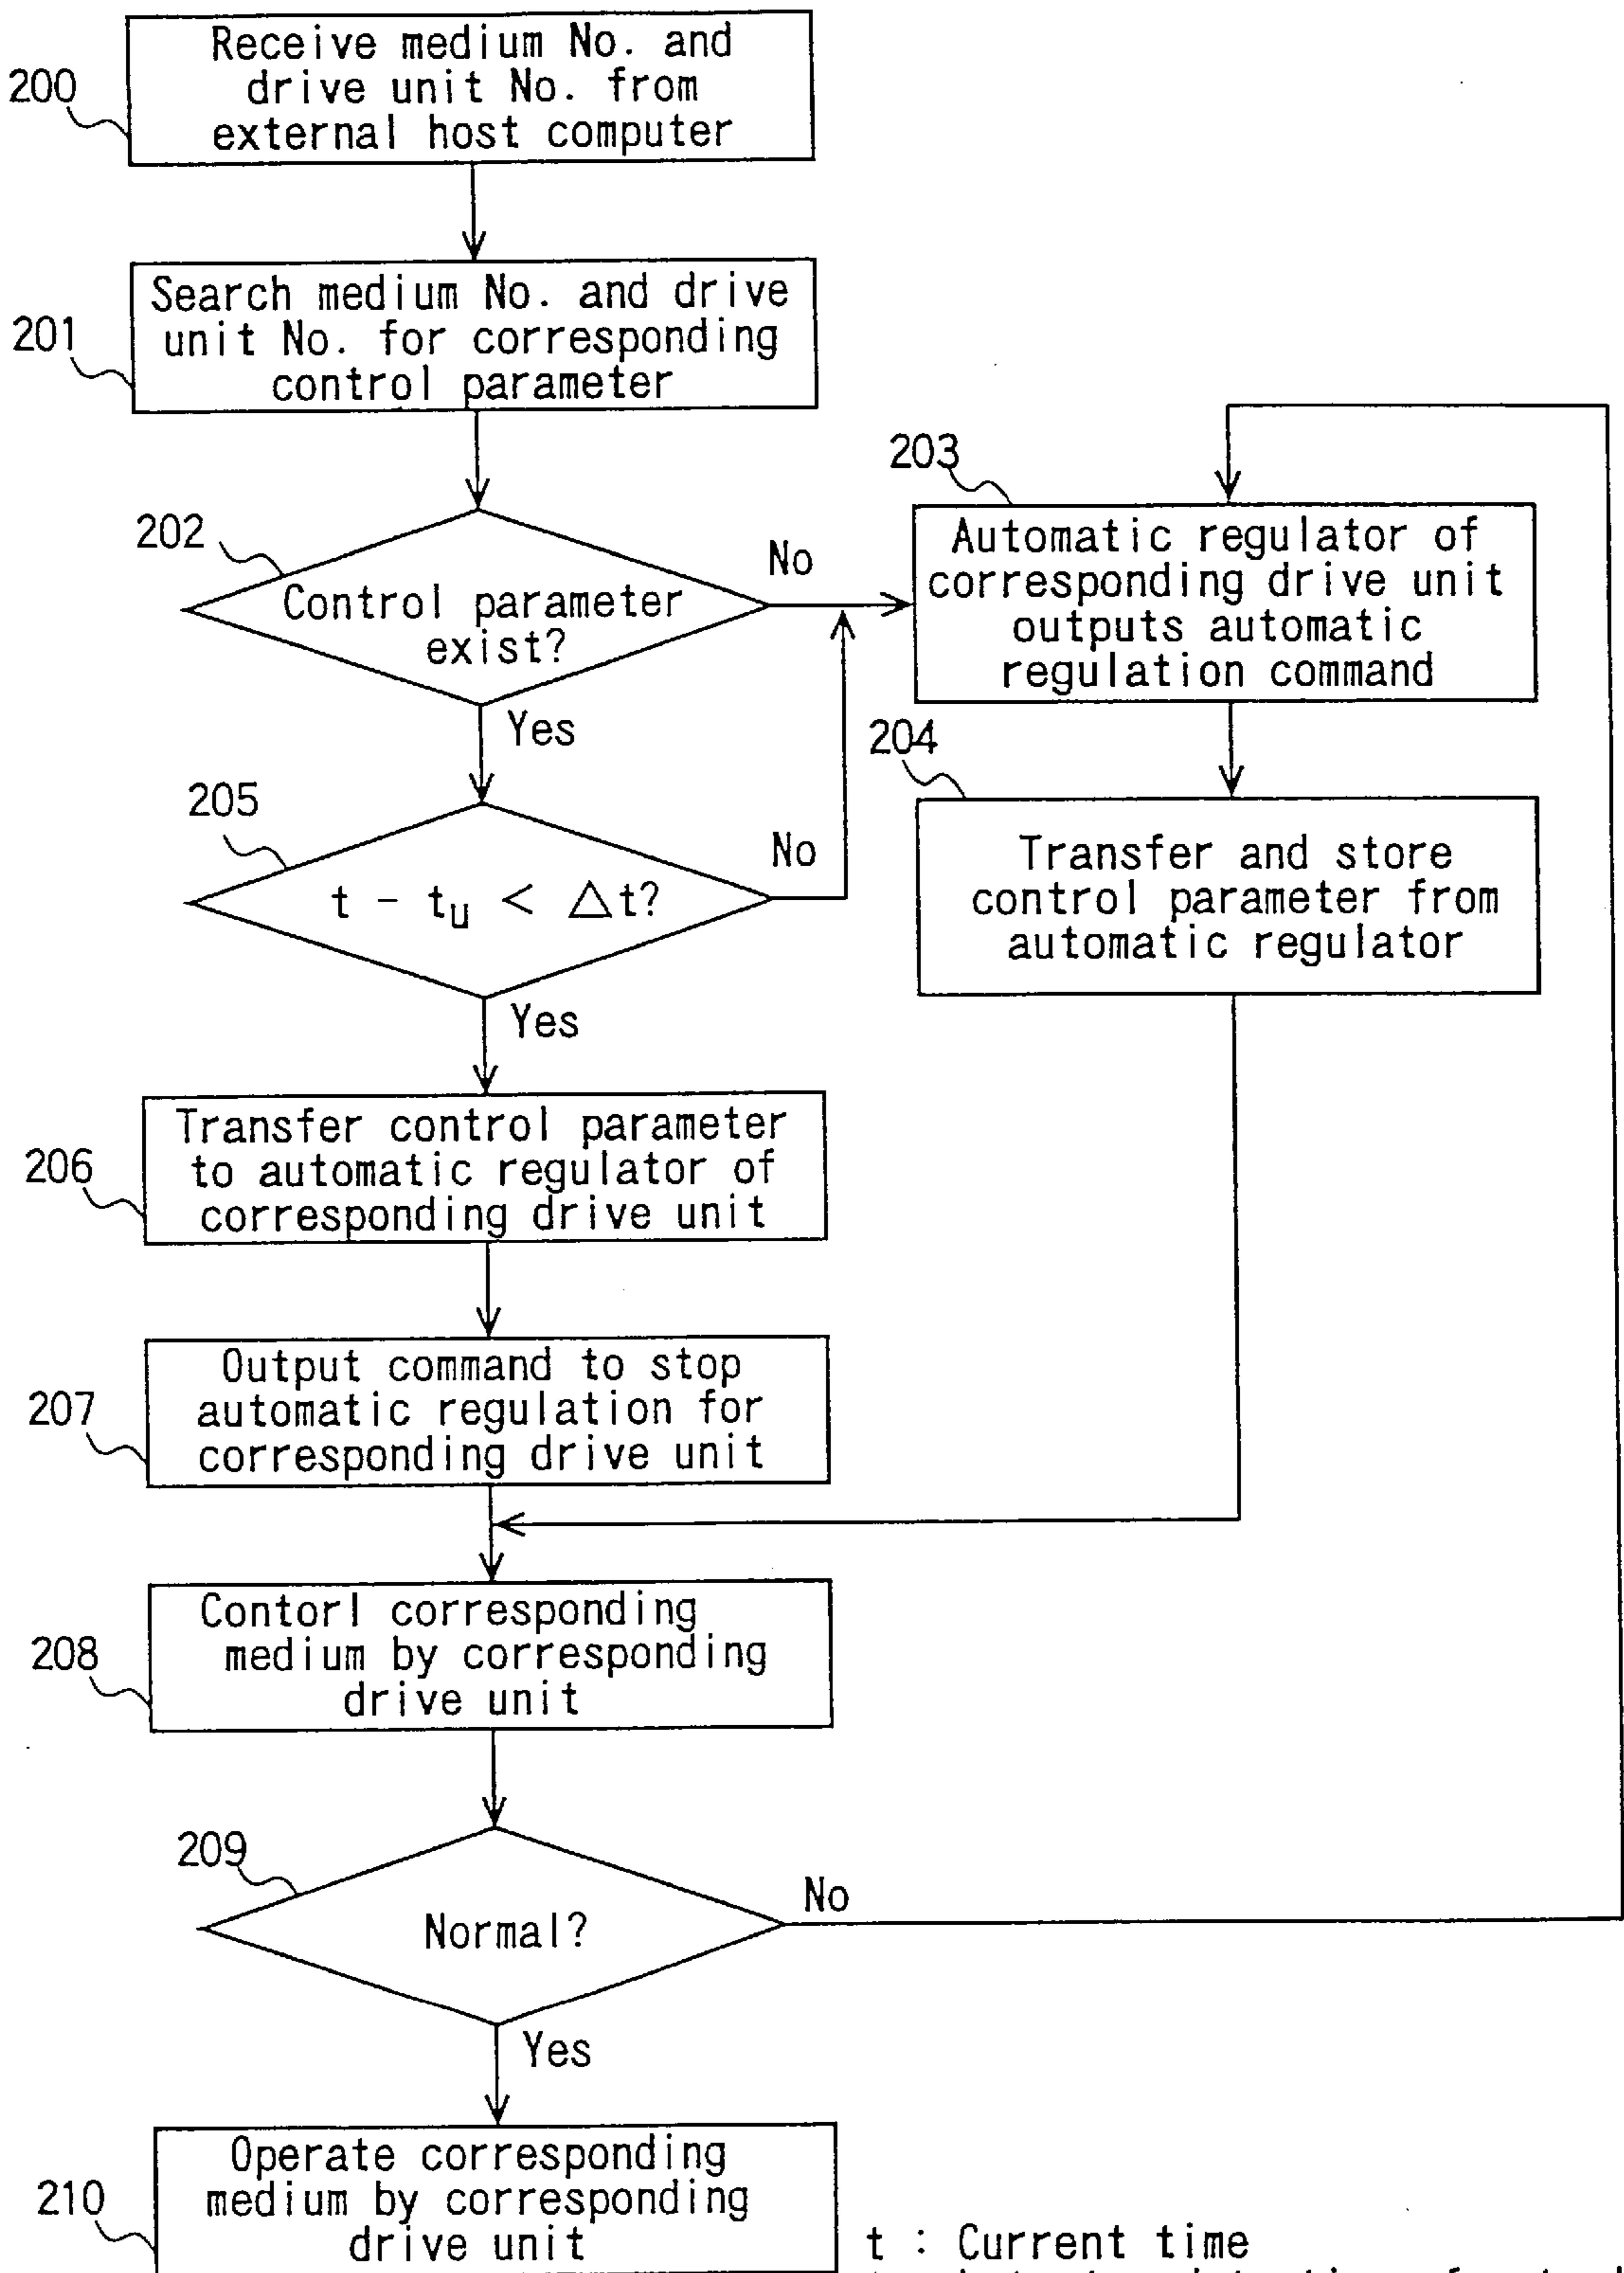 200
Receive medium No. and
drive unit No. from
external host computer
201
Search medium No. and drive
unit No. for corresponding
control parameter
202
Control parameter
exist?
No
Yes
203
Automatic regulator of
corresponding drive unit
outputs automatic
regulation command
204
Transfer and store
control parameter from
automatic regulator
205
t - tu < △t?
No
Yes
206
Transfer control parameter
to automatic regulator of
corresponding drive unit
207
Output command to stop
automatic regulation for
corresponding drive unit
208
Contorl corresponding
medium by corresponding
drive unit
209
Normal?
No
Yes
210
Operate corresponding
medium by corresponding
drive unit
t : Current time